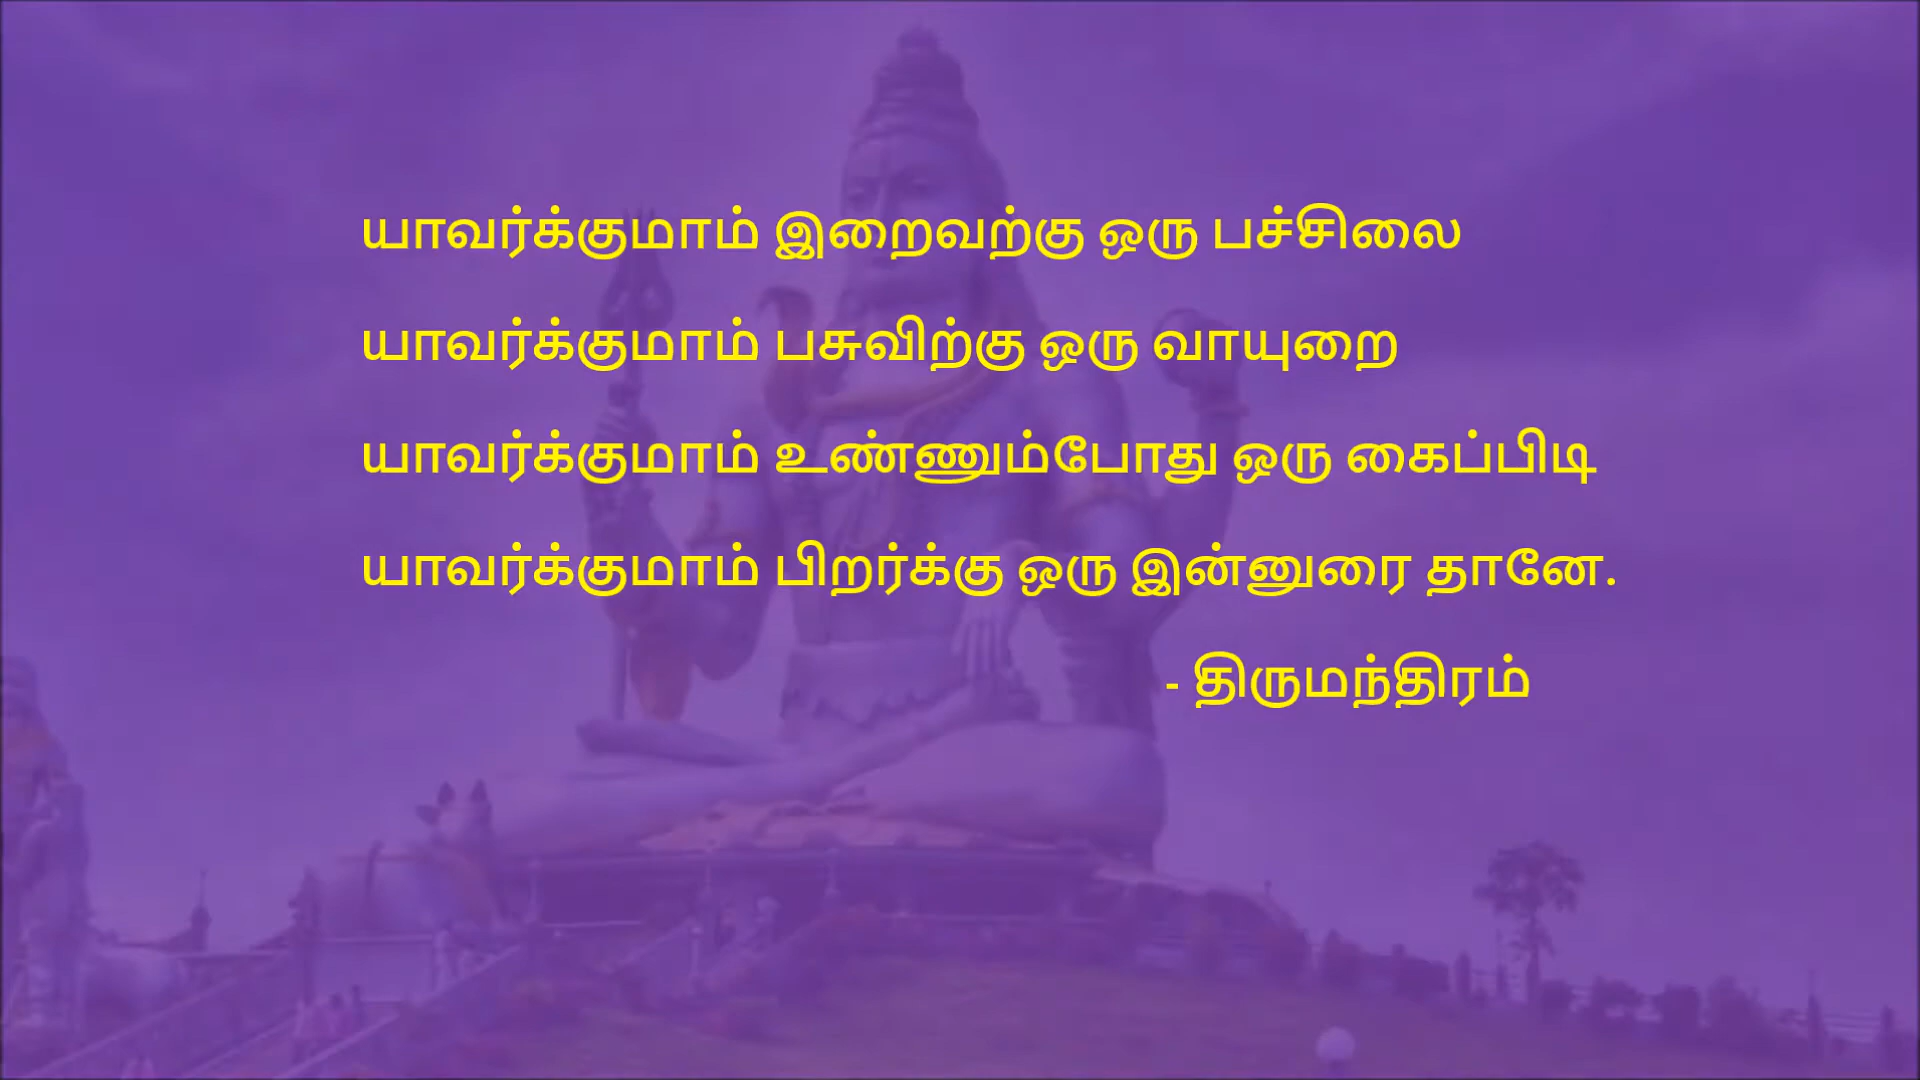 யாவர்க்குமாம் இறைவற்கு ஒரு பச்சிலை
யாவர்க்குமாம் பசுவிற்கு ஒரு வாயுறை
யாவர்க்குமாம் உண்ணும்போது ஒரு கைப்பிடி
யாவர்க்குமாம் பிறர்க்கு ஒரு இன்னுரை தானே.
- திருமந்திரம்